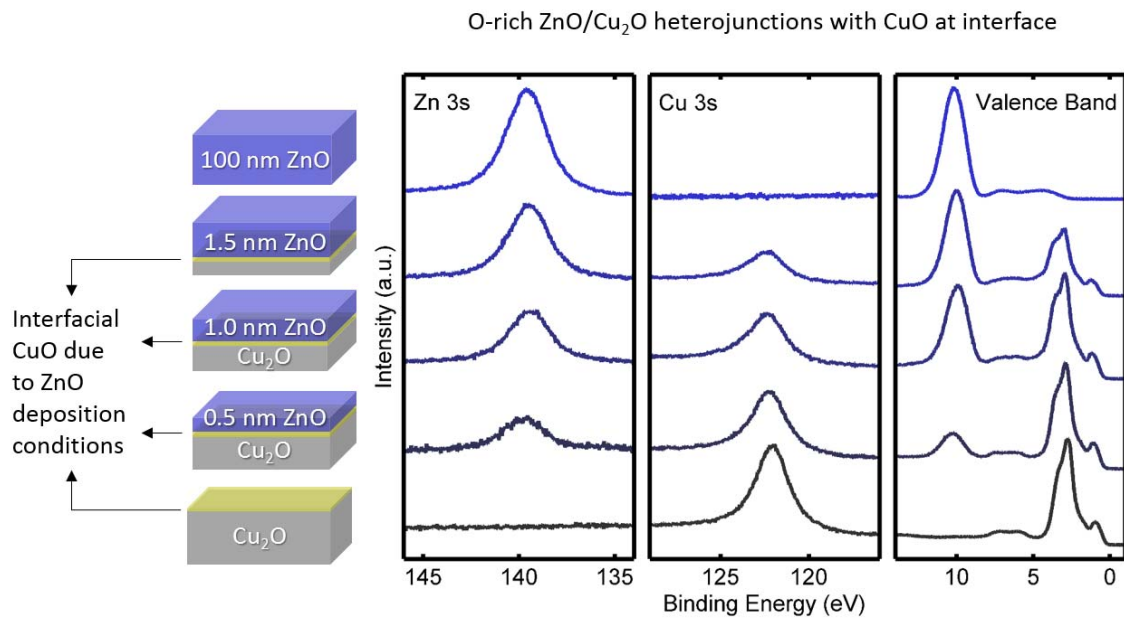 O-rich ZnO/Cu₂O heterojunctions with CuO at interface
100 nm ZnO
1.5 nm ZnO
1.0 nm ZnO
Cu₂O
0.5 nm ZnO
Cu₂O
Cu₂O
Interfacial
CuO due
to ZnO
deposition
conditions
Intensity (a.u.)
Zn 3s
Cu 3s
Valence Band
145 140 135
125 120
10 5 0
Binding Energy (eV)